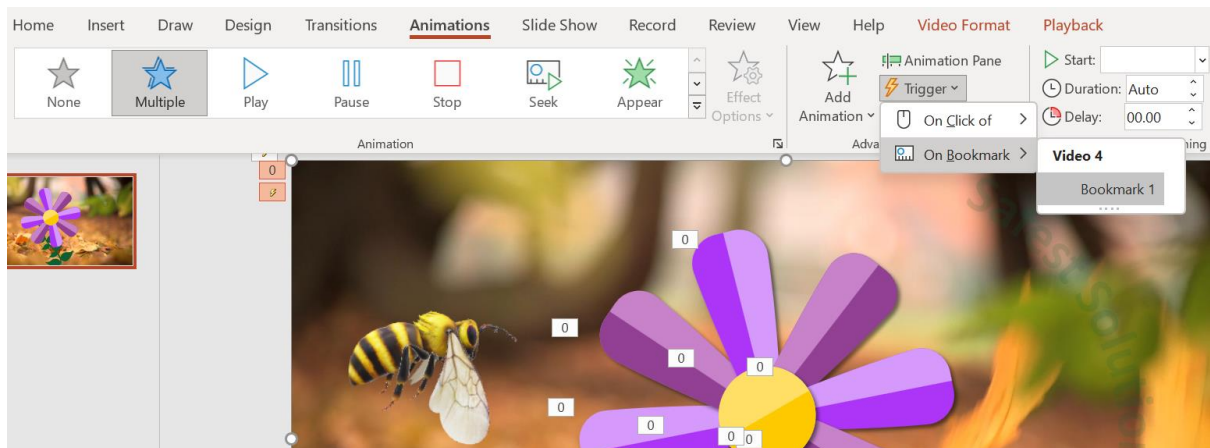 Home Insert Draw Design Transitions Animations Slide Show Record Review View Help Video Format Playback
None Multiple Play Pause Stop Seek Appear
Effect
Options
Add
Animation
Animation Pane
Trigger
On Click of
On Bookmark
Start:
Duration: Auto
Delay: 00.00
Video 4
Bookmark 1
Animation
Adva
ning
0
0
0
0
0
0
0
0 0